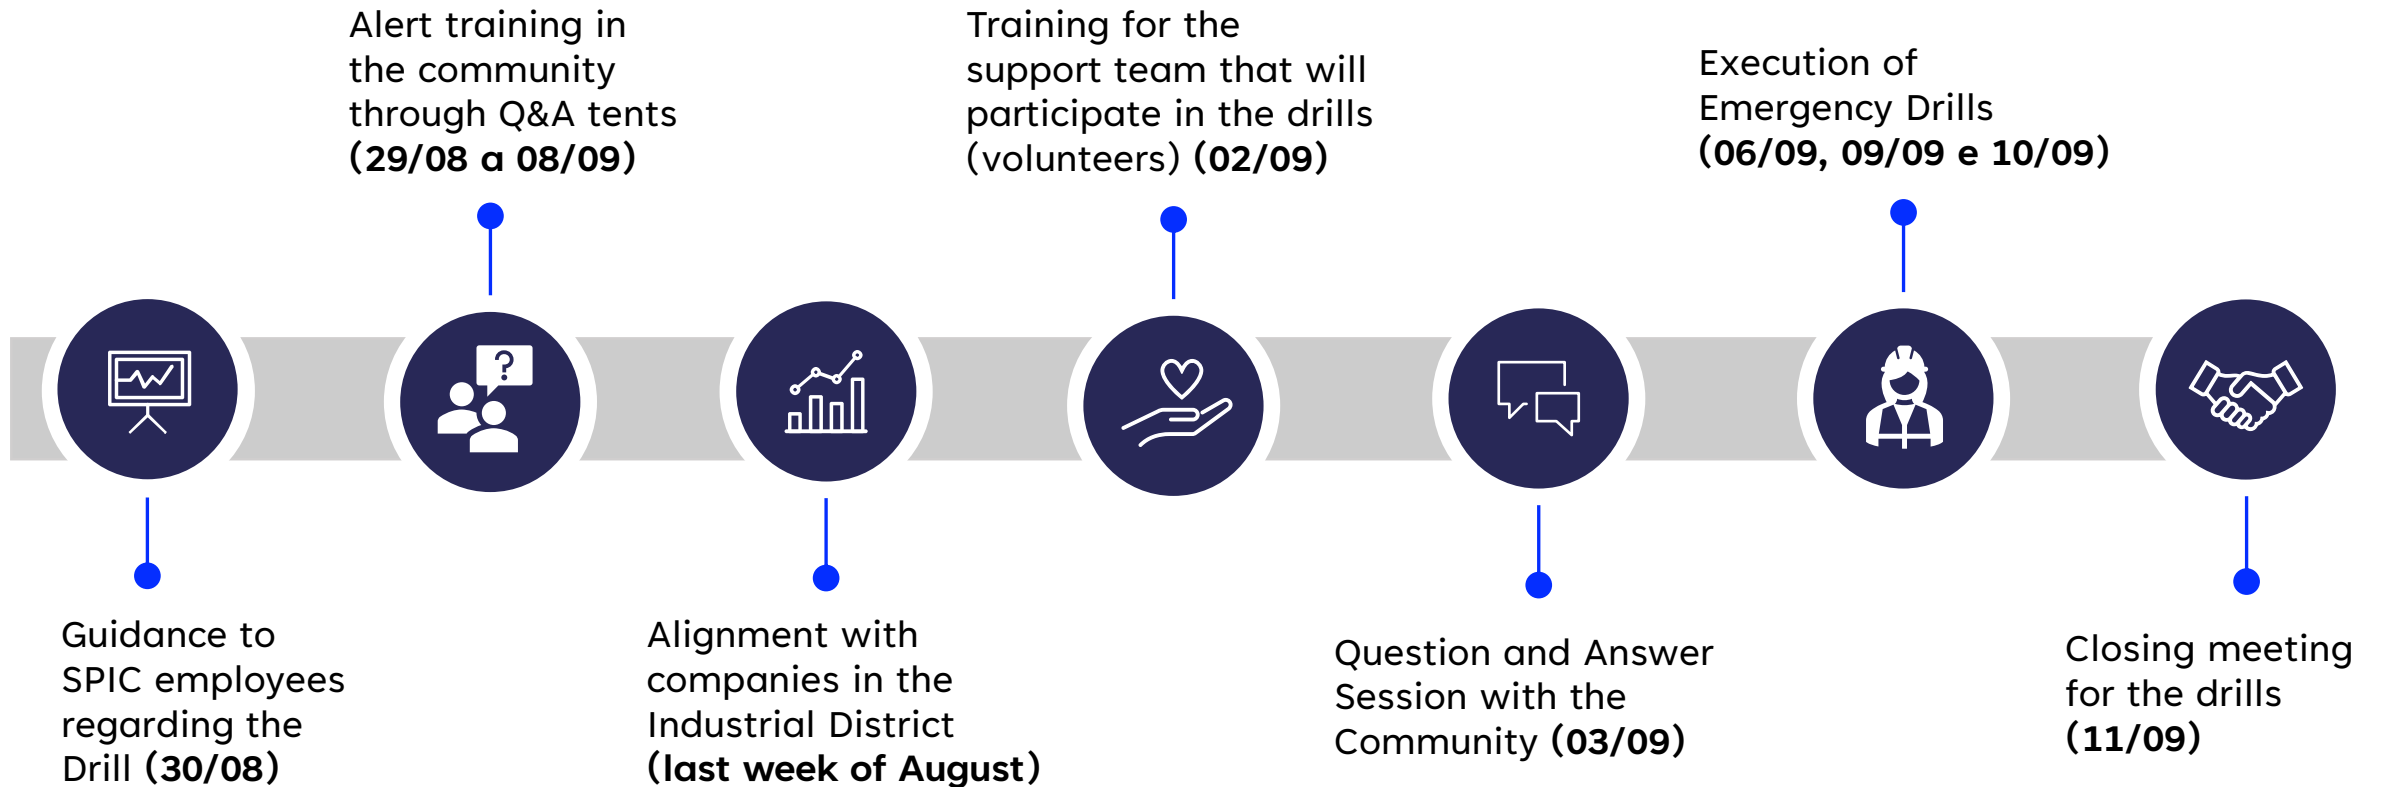 Alert training in
the community
through Q&A tents
(29/08 a 08/09)
Training for the
support team that will
participate in the drills
(volunteers) (02/09)
Execution of
Emergency Drills
(06/09, 09/09 e 10/09)
?
Guidance to
SPIC employees
regarding the
Drill (30/08)
Alignment with
companies in the
Industrial District
(last week of August)
Question and Answer
Session with the
Community (03/09)
Closing meeting
for the drills
(11/09)